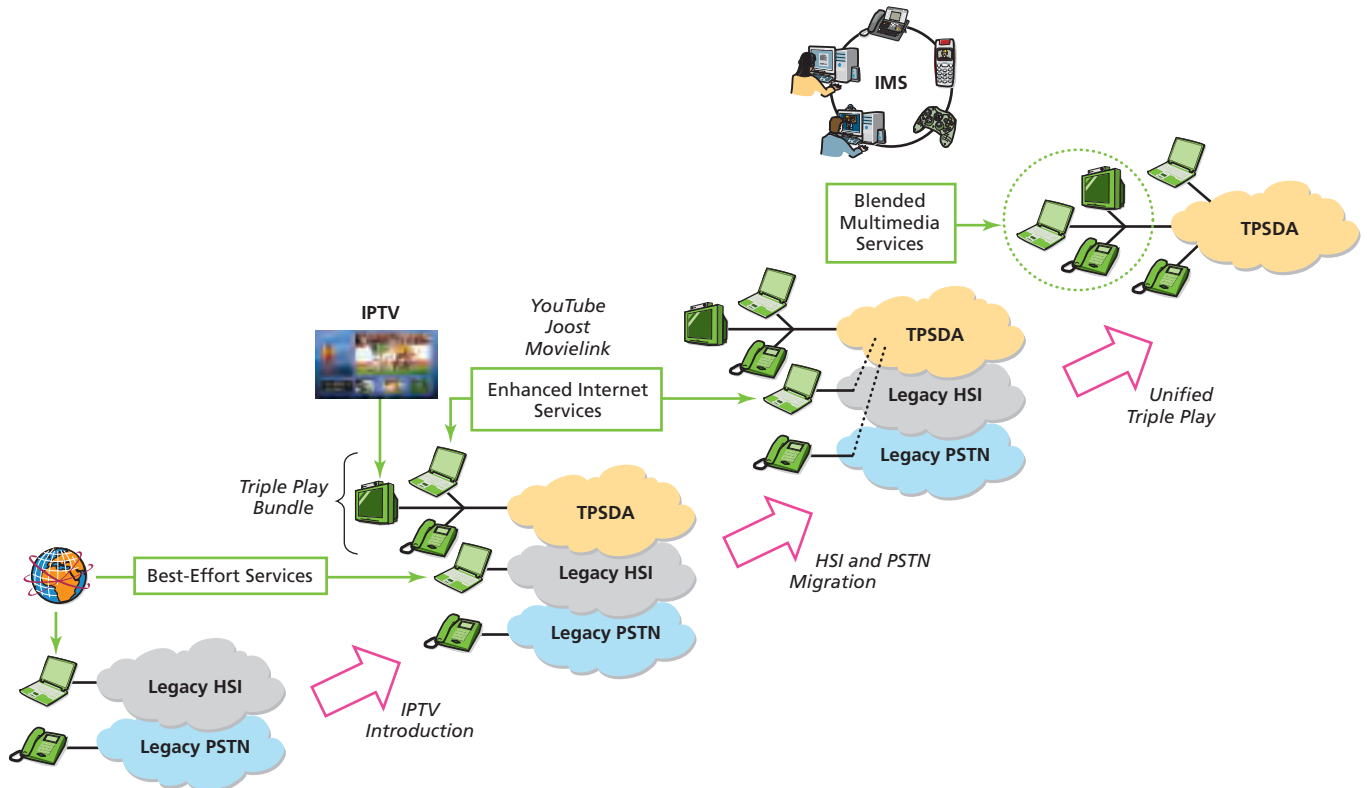 IMS
Blended
Multimedia
Services
TPSDA
IPTV
YouTube
Joost
Movielink
Enhanced Internet
Services
TPSDA
Legacy HSI
Legacy PSTN
Unified
Triple Play
Triple Play
Bundle
TPSDA
Legacy HSI
Legacy PSTN
HSI and PSTN
Migration
Best-Effort Services
Legacy HSI
Legacy PSTN
IPTV
Introduction